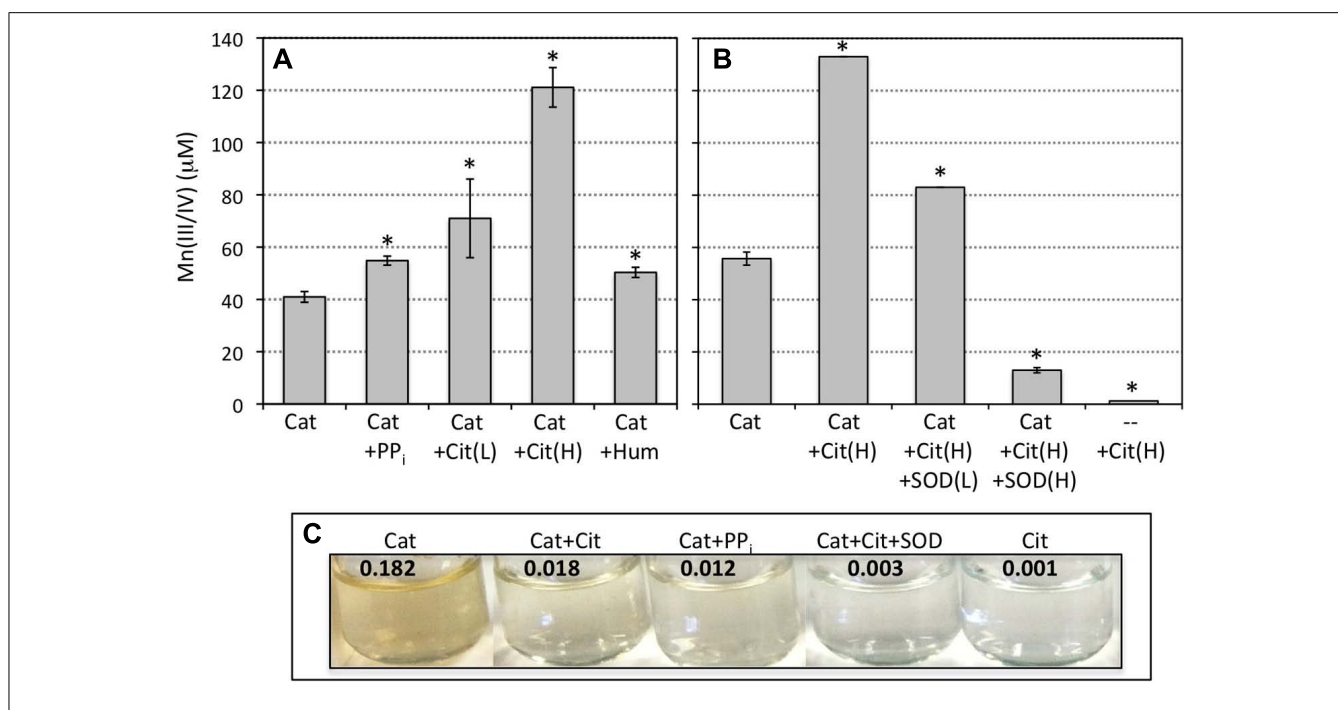 A
B
Mn(III/IV) (μM)
140
120
100
80
60
40
20
0
*
*
*
*
*
*
*
*
Cat Cat Cat Cat Cat
+PPi +Cit(L) +Cit(H) +Hum
Cat Cat Cat Cat --
+Cit(H) +Cit(H) +Cit(H) +Cit(H)
+SOD(L) +SOD(H)
C
Cat Cat+Cit Cat+PPi Cat+Cit+SOD Cit
0.182 0.018 0.012 0.003 0.001